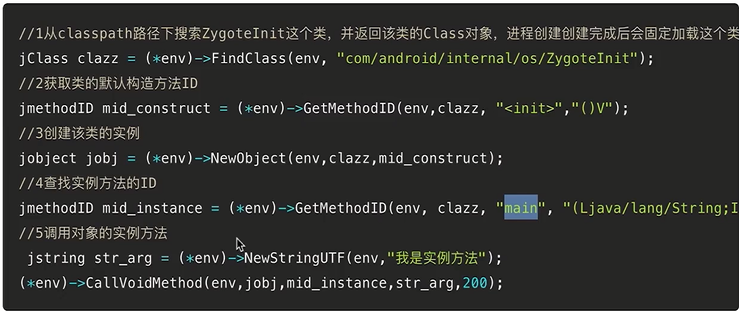 //1从classpath路径下搜索ZygoteInit这个类，并返回该类的Class对象，进程创建创建完成后会固定加载这个类
jClass clazz = (*env)->FindClass(env, "com/android/internal/os/ZygoteInit");
//2获取类的默认构造方法ID
jmethodID mid_construct = (*env)->GetMethodID(env,clazz, "<init>","()V");
//3创建该类的实例
jobject jobj = (*env)->NewObject(env,clazz,mid_construct);
//4查找实例方法的ID
jmethodID mid_instance = (*env)->GetMethodID(env, clazz, "main", "(Ljava/lang/String;I
//5调用对象的实例方法
jstring str_arg = (*env)->NewStringUTF(env,"我是实例方法");
(*env)->CallVoidMethod(env,jobj,mid_instance,str_arg,200);